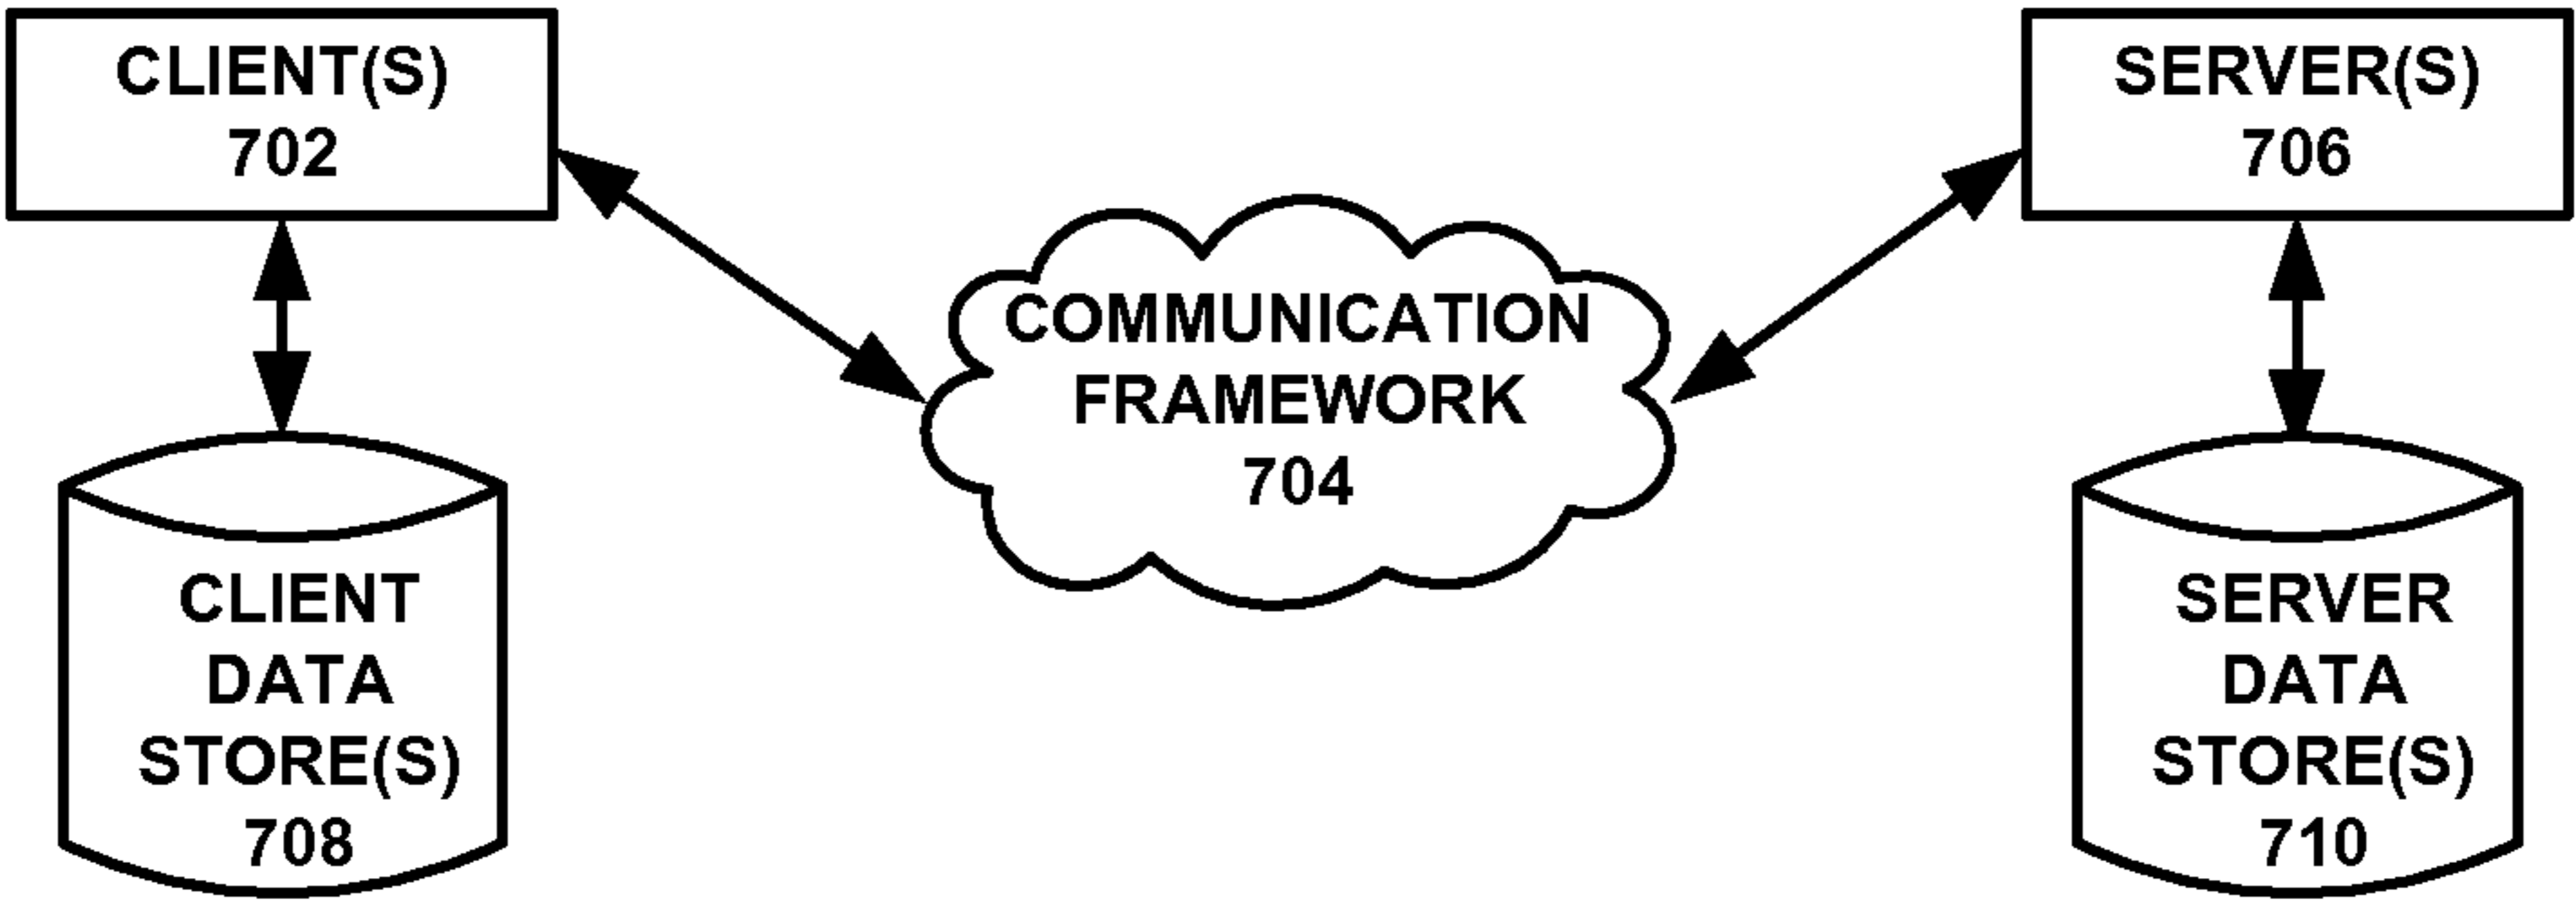 CLIENT(S)
702
SERVER(S)
706
COMMUNICATION
FRAMEWORK
704
CLIENT
DATA
STORE(S)
708
SERVER
DATA
STORE(S)
710